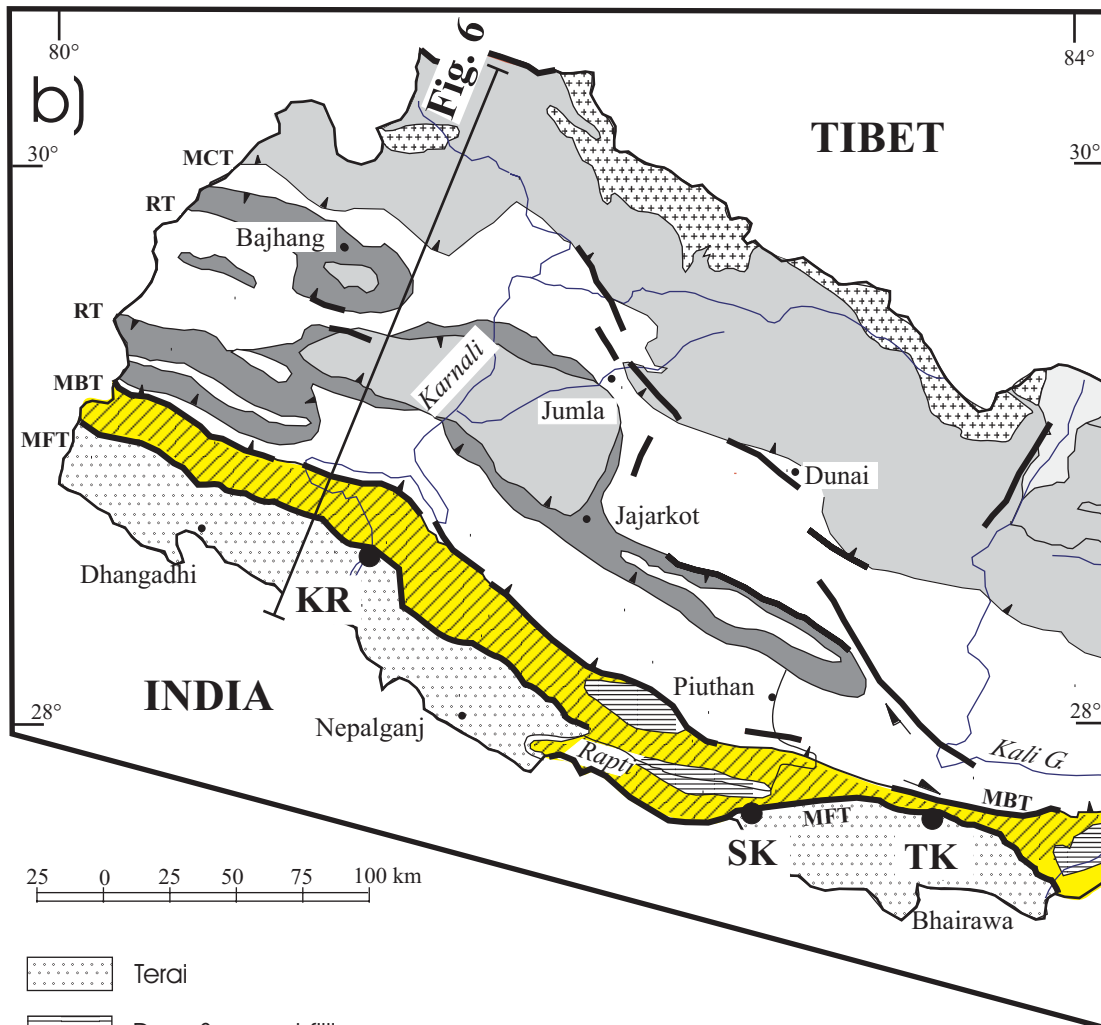 80°
84°
b)
Fig. 6
TIBET
30°
30°
MCT
RT
Bajhang
RT
Karnali
MBT
Jumla
MFT
Dunai
Jajarkot
Dhangadhi
KR
INDIA
Piuthan
28°
28°
Nepalganj
Rapti
Kali G.
MBT
MFT
SK
TK
Bhairawa
25 0 25 50 75 100 km
Terai